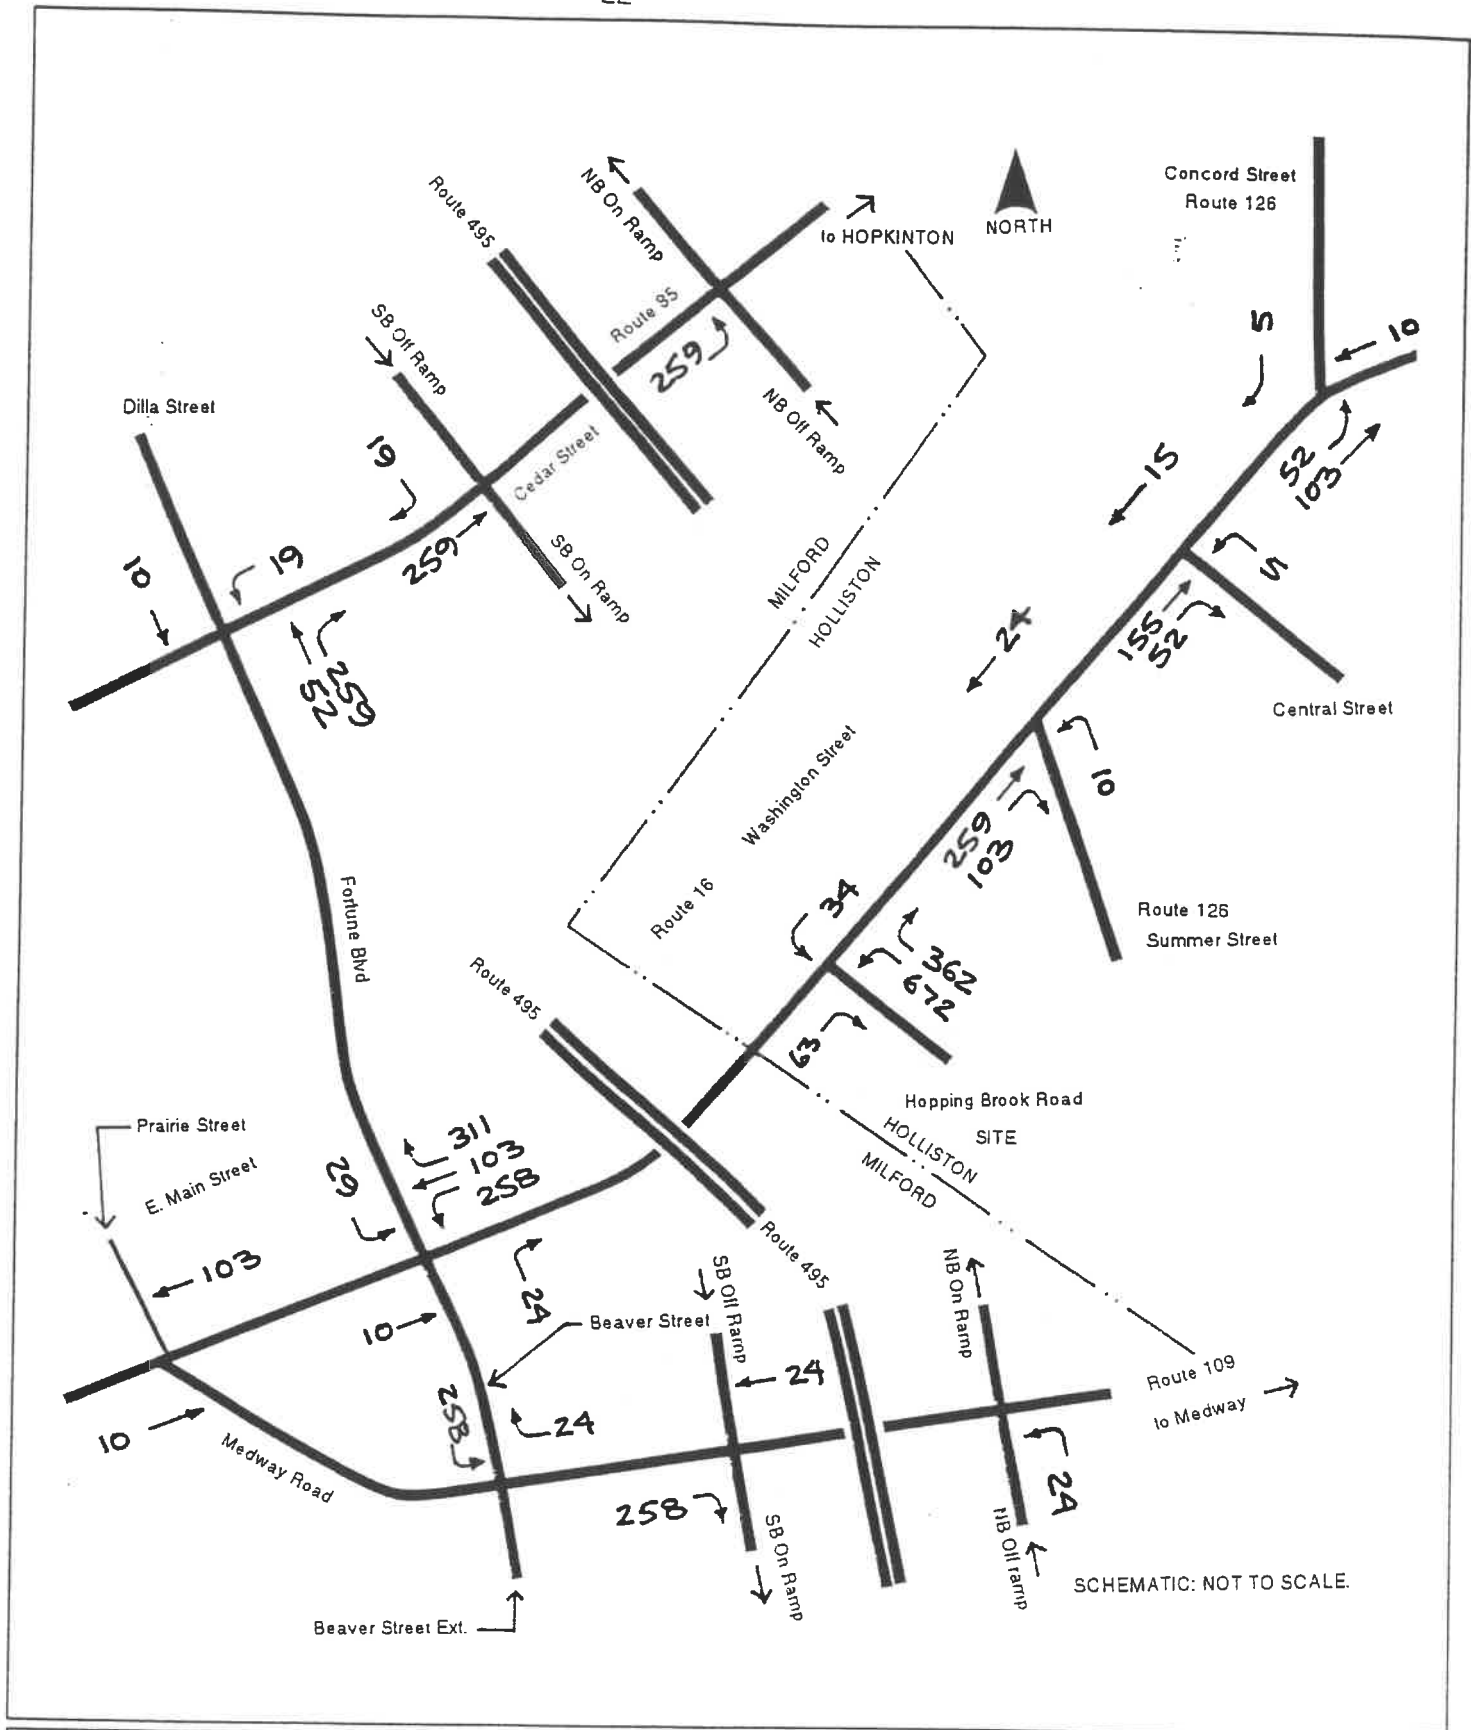 Concord Street
Route 126
NORTH
to HOPKINTON
NB On Ramp
Route 495
Route 85
259
NB Off Ramp
SB Off Ramp
Cedar Street
SB On Ramp
Dilla Street
19
259
10
19
259
52
5
10
52
103
15
5
155
52
Central Street
24
10
259
103
Route 126
Summer Street
MILFORD
HOLLISTON
Washington Street
Route 16
34
362
672
63
Hopping Brook Road
SITE
HOLLISTON
MILFORD
Fortune Blvd
Route 495
Prairie Street
E. Main Street
311
103
258
29
103
24
10
Beaver Street
Route 495
SB Off Ramp
NB On Ramp
24
Route 109
to Medway
258
24
10
Medway Road
258
24
SB On Ramp
NB Off ramp
SCHEMATIC: NOT TO SCALE.
Beaver Street Ext.